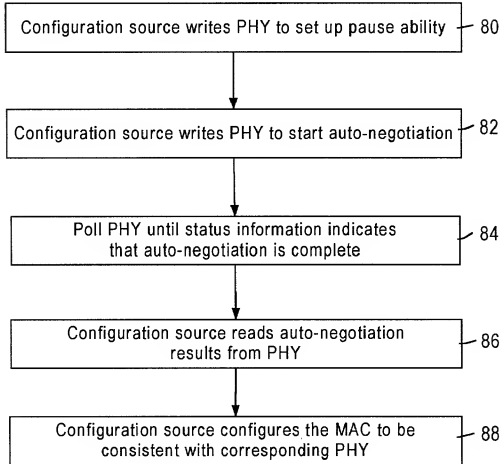 Configuration source writes PHY to set up pause ability
80
Configuration source writes PHY to start auto-negotiation
82
Poll PHY until status information indicates
that auto-negotiation is complete
84
Configuration source reads auto-negotiation
results from PHY
86
Configuration source configures the MAC to be
consistent with corresponding PHY
88